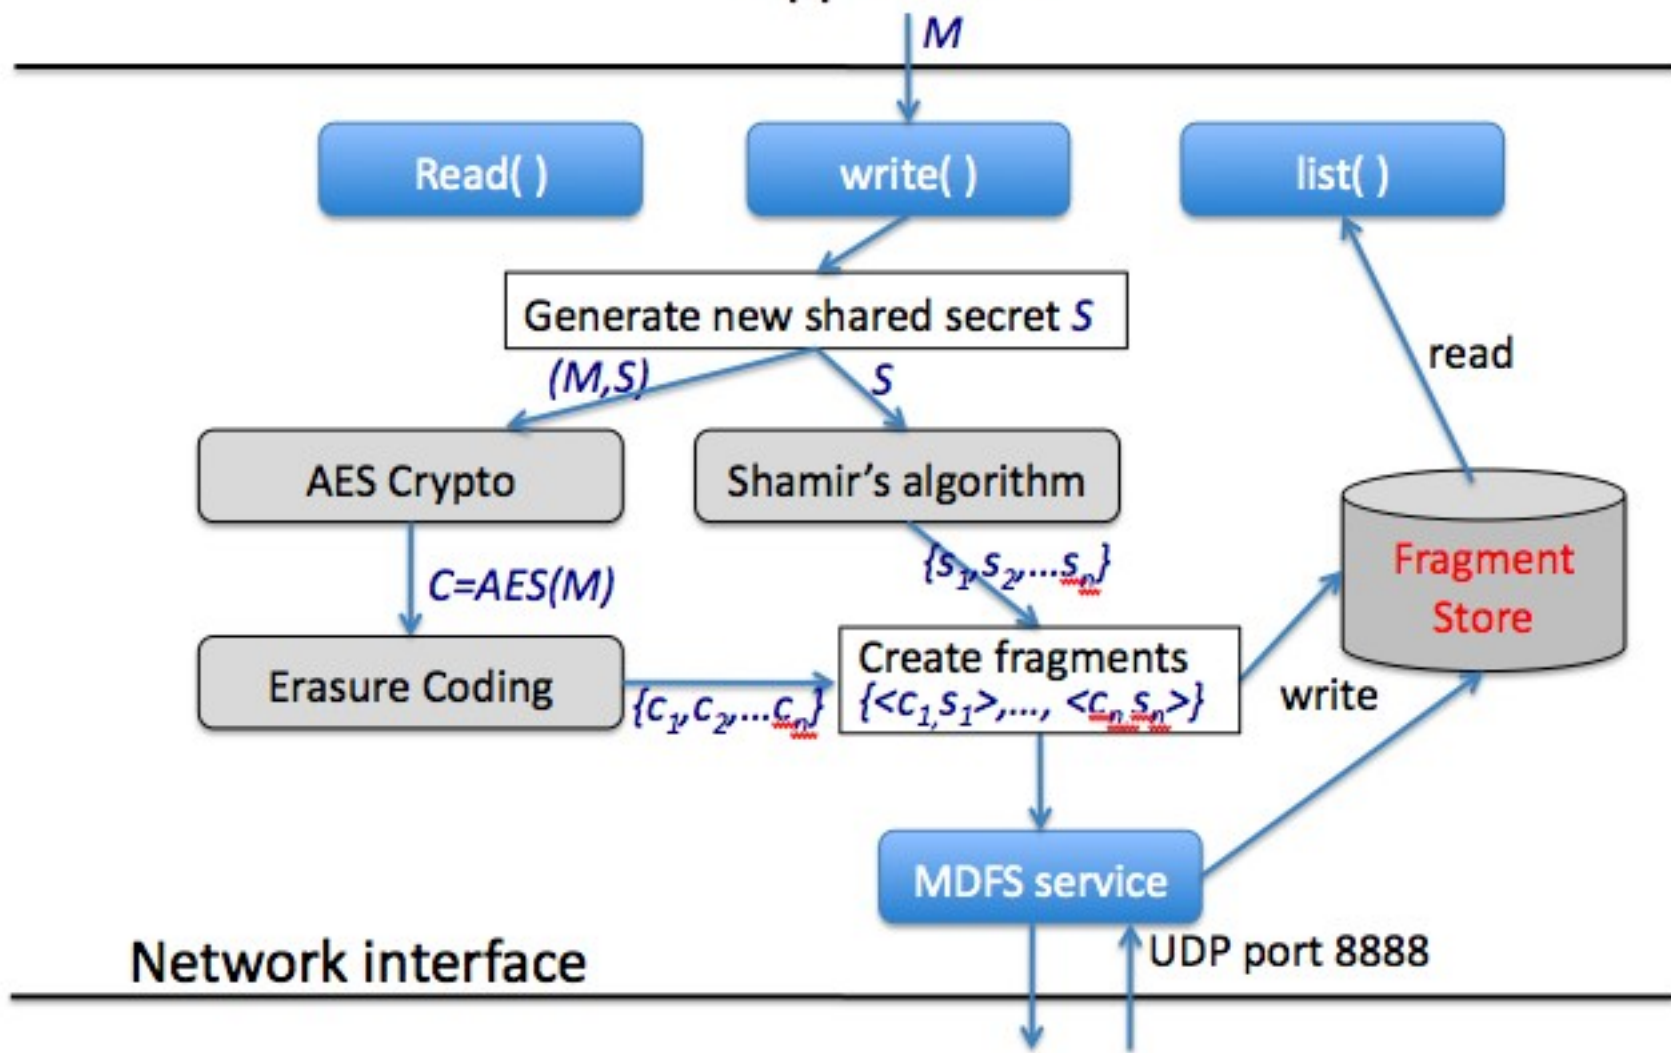 M
Read( )
write( )
list( )
Generate new shared secret S
read
(M,S)
S
AES Crypto
Shamir's algorithm
{s1,s2,...sn}
Fragment
Store
C=AES(M)
Erasure Coding
{c1,c2,...cn}
Create fragments
{<c1,s1>,..., <cn,sn>}
write
MDFS service
Network interface
UDP port 8888